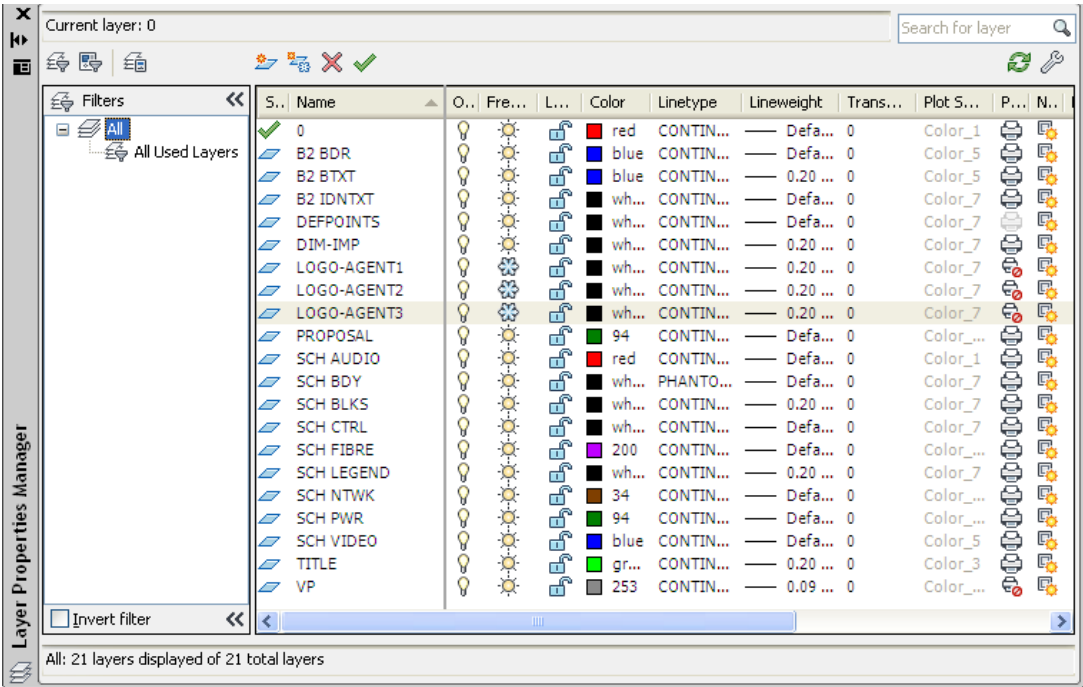 Current layer: 0
Search for layer
Filters
All
All Used Layers
S.. Name O.. Fre... L... Color Linetype Lineweight Trans... Plot S... P... N..
0 red CONTIN... Defa... 0 Color_1
B2 BDR blue CONTIN... Defa... 0 Color_5
B2 BTXT blue CONTIN... 0.20 ... 0 Color_5
B2 IDNTXT wh... CONTIN... Defa... 0 Color_7
DEFPOINTS wh... CONTIN... Defa... 0 Color_7
DIM-IMP wh... CONTIN... 0.20 ... 0 Color_7
LOGO-AGENT1 wh... CONTIN... 0.20 ... 0 Color_7
LOGO-AGENT2 wh... CONTIN... 0.20 ... 0 Color_7
LOGO-AGENT3 wh... CONTIN... 0.20 ... 0 Color_7
PROPOSAL 94 CONTIN... Defa... 0 Color_...
SCH AUDIO red CONTIN... Defa... 0 Color_1
SCH BDY wh... PHANTO... Defa... 0 Color_7
SCH BLKS wh... CONTIN... 0.20 ... 0 Color_7
SCH CTRL wh... CONTIN... Defa... 0 Color_7
SCH FIBRE 200 CONTIN... Defa... 0 Color_...
SCH LEGEND wh... CONTIN... 0.20 ... 0 Color_7
SCH NTWK 34 CONTIN... Defa... 0 Color_...
SCH PWR 94 CONTIN... Defa... 0 Color_...
SCH VIDEO blue CONTIN... Defa... 0 Color_5
TITLE gr... CONTIN... 0.20 ... 0 Color_3
VP 253 CONTIN... 0.09 ... 0 Color_...
Invert filter
All: 21 layers displayed of 21 total layers
Layer Properties Manager